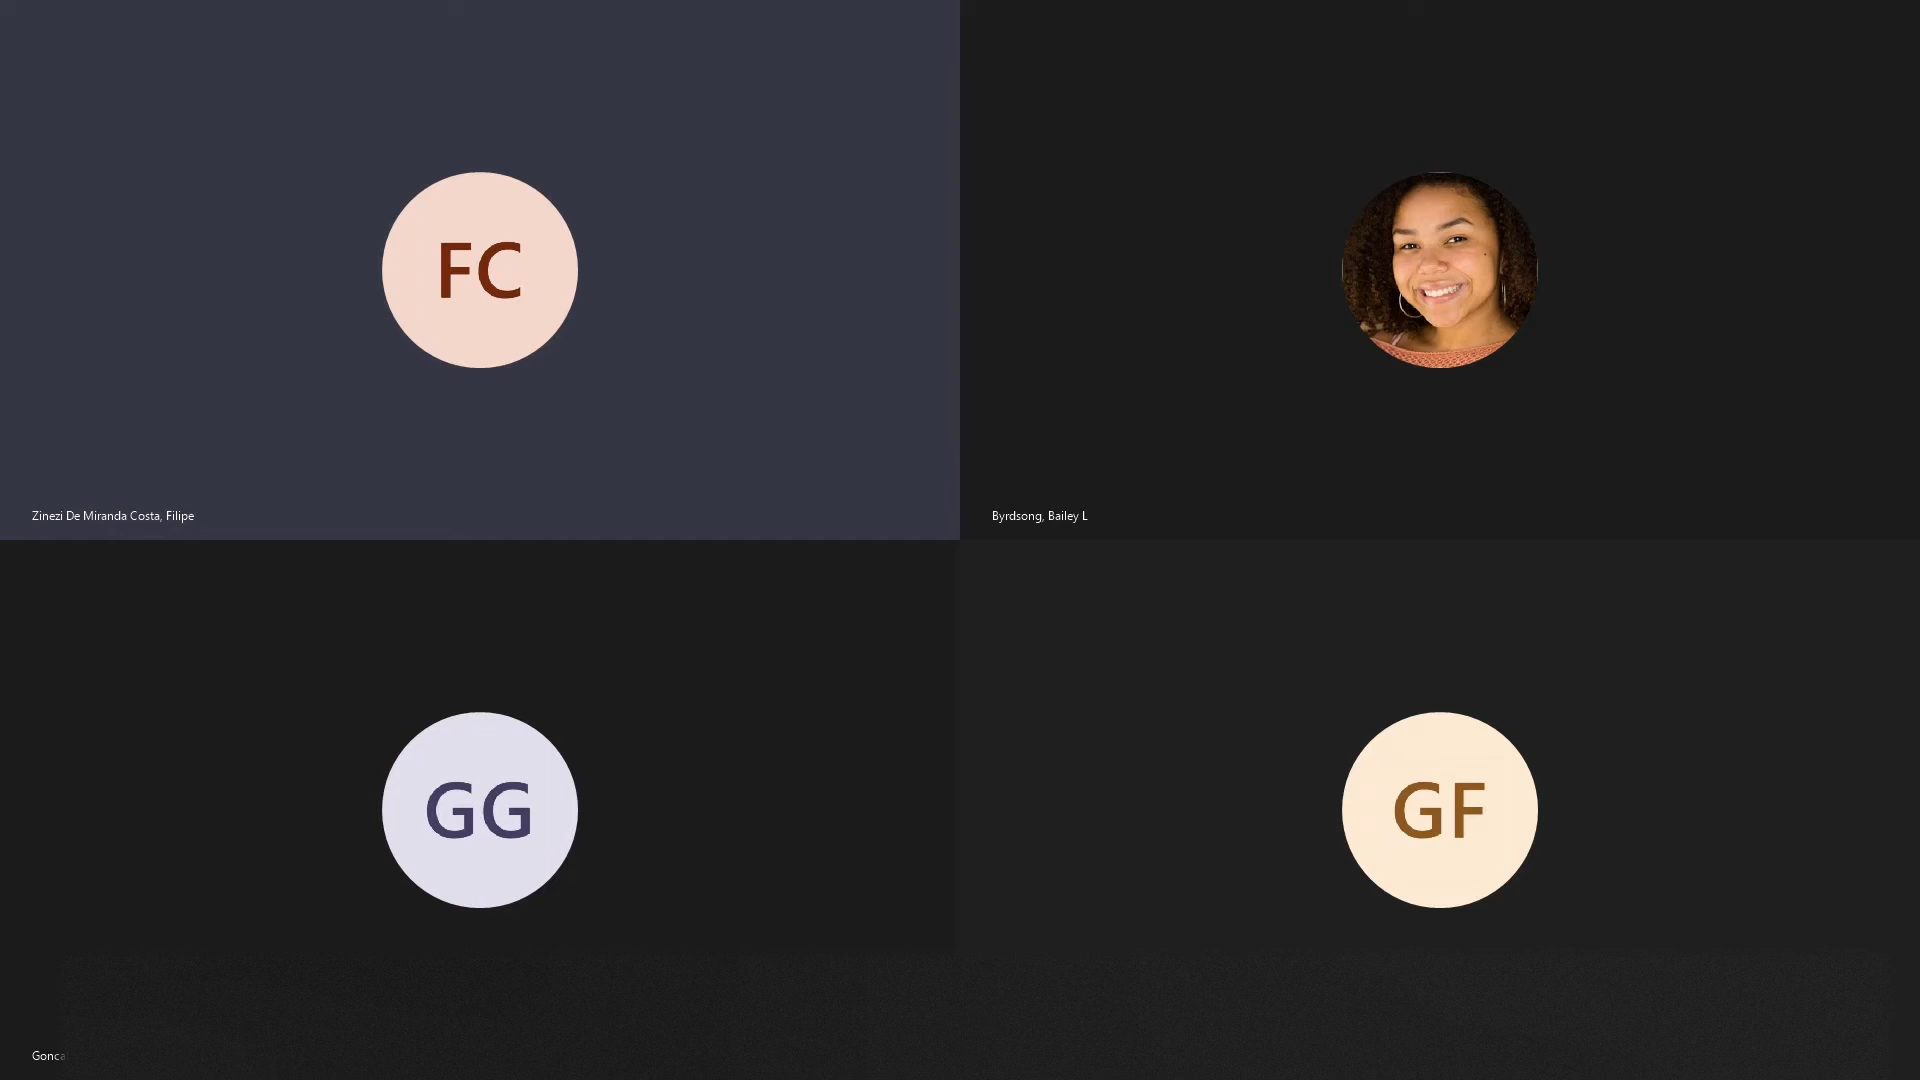 FC
Zinezi De Miranda Costa, Filipe
Byrdsong, Bailey L
GG
GF
Gonca